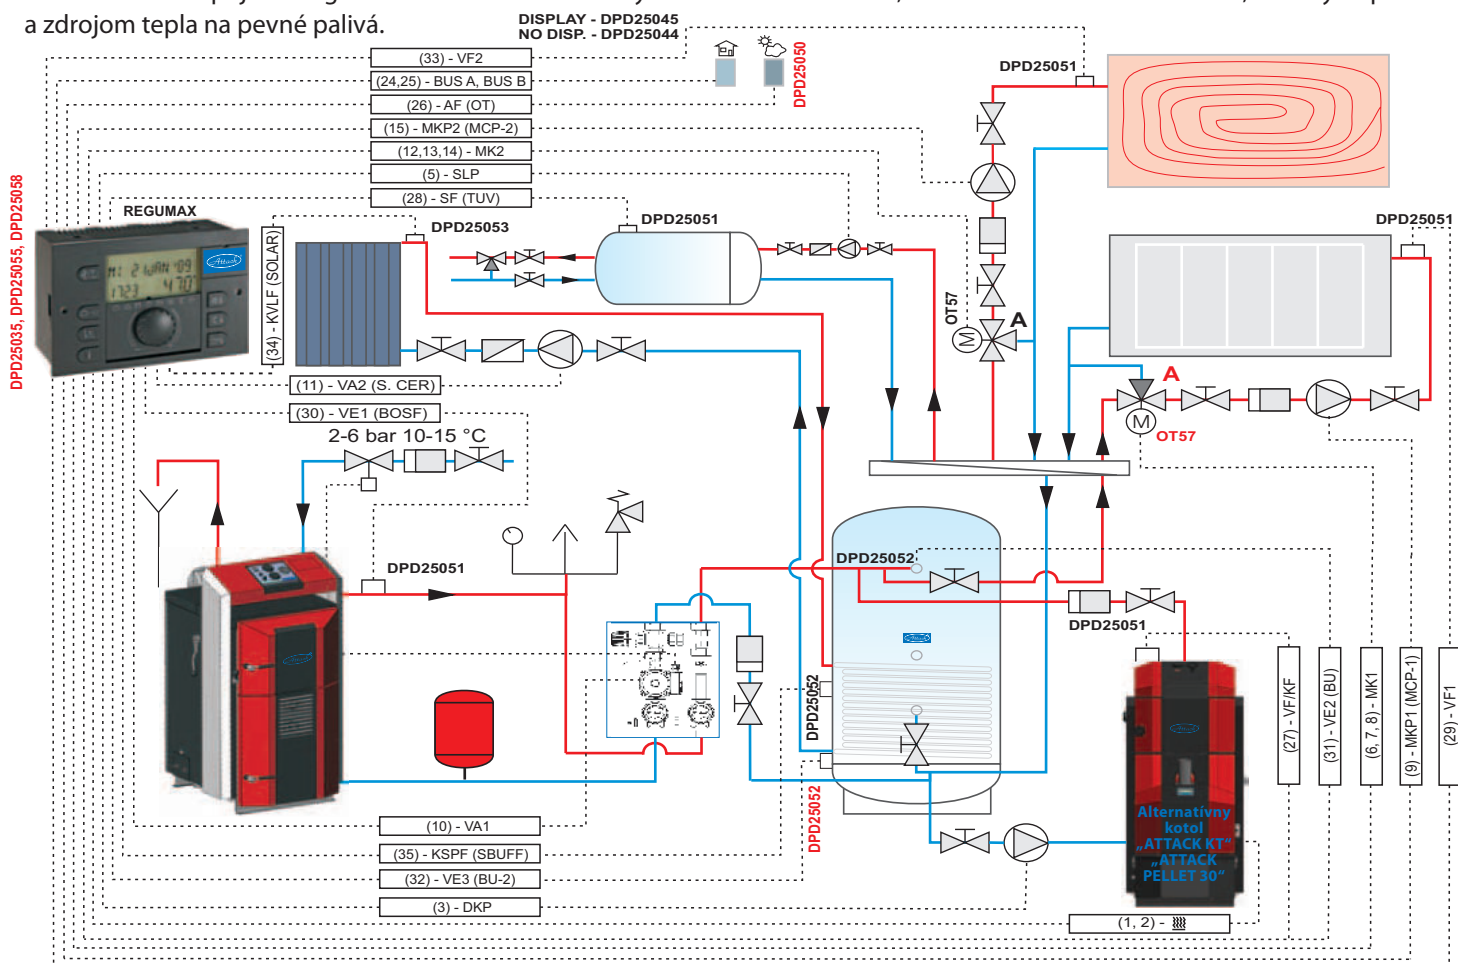 a zdrojom tepla na pevné palivá.
DISPLAY - DPD25045
NO DISP. - DPD25044
(33) - VF2
(24,25) - BUS A, BUS B
(26) - AF (OT)
(15) - MKP2 (MCP-2)
(12,13,14) - MK2
(5) - SLP
(28) - SF (TUV)
DPD25050
DPD25051
DPD25035, DPD25055, DPD25058
REGUMAX
Attack
(34) - KVLF (SOLAR)
DPD25053
DPD25051
OT57
M
A
DPD25051
A
M
OT57
(11) - VA2 (S. CER)
(30) - VE1 (BOSF)
2-6 bar 10-15 °C
DPD25051
DPD25052
DPD25051
DPD25052
DPD25052
(27) - VF/KF
(31) - VE2 (BU)
(6, 7, 8) - MK1
(9) - MKP1 (MCP-1)
(29) - VF1
(10) - VA1
(35) - KSPF (SBUFF)
(32) - VE3 (BU-2)
(3) - DKP
Alternatívny
kotol
„ATTACK KT“
„ATTACK
PELLET 30“
(1, 2) -